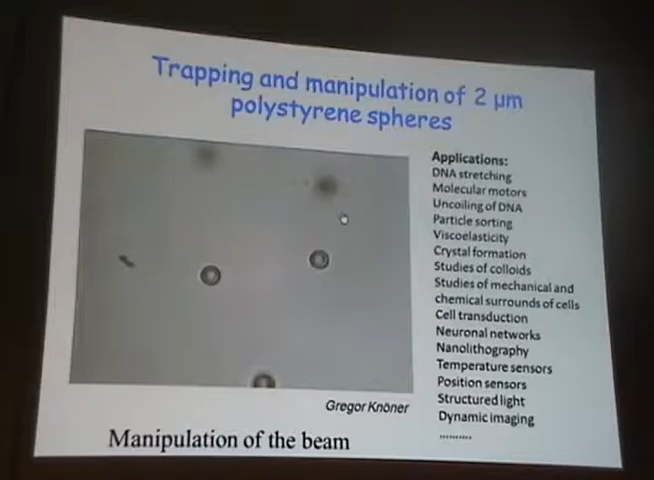 Trapping and manipulation of 2 µm
polystyrene spheres
Applications:
DNA stretching
Molecular motors
Uncoiling of DNA
Particle sorting
Viscoelasticity
Crystal formation
Studies of colloids
Studies of mechanical and
chemical surrounds of cells
Cell transduction
Neuronal networks
Nanolithography
Temperature sensors
Position sensors
Structured light
Dynamic imaging
..........
Gregor Knöner
Manipulation of the beam